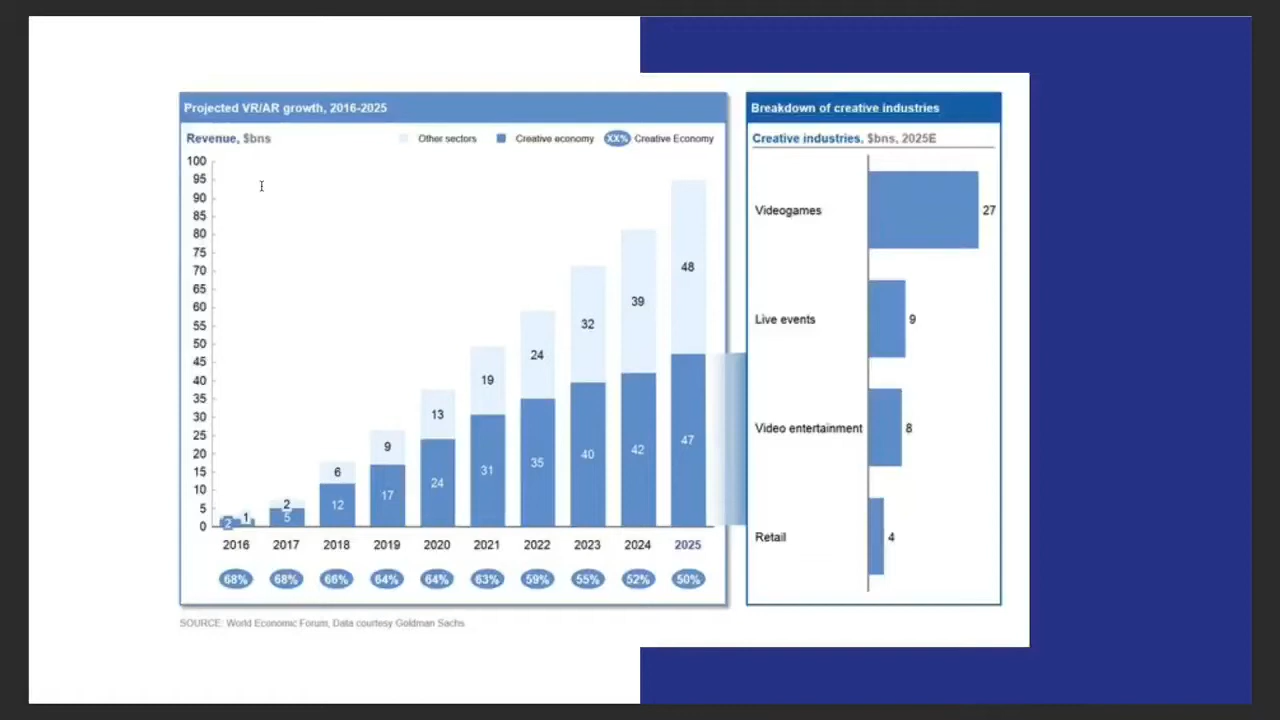 Projected VR/AR growth, 2016-2025
Revenue, $bns
Other sectors
Creative economy
XX% Creative Economy
100
95
90
85
80
75
70
65
60
55
50
45
40
35
30
25
20
15
10
5
0
2 1
2
5
6
12
9
17
13
24
19
31
24
35
32
40
39
42
48
47
2016 2017 2018 2019 2020 2021 2022 2023 2024 2025
68% 68% 66% 64% 64% 63% 59% 55% 52% 50%
Breakdown of creative industries
Creative industries, $bns, 2025E
Videogames 27
Live events 9
Video entertainment 8
Retail 4
SOURCE: World Economic Forum, Data courtesy Goldman Sachs